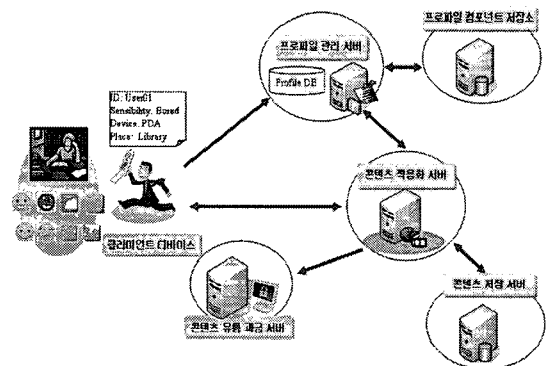 프로파일 컴포넌트 저장소
프로파일 관리 서버
Profile DB
ID: User01
Sensibility: Bored
Device: PDA
Place: Library
콘텐츠 적응화 서버
클라이언트 디바이스
콘텐츠 저장 서버
콘텐츠 유통 과금 서버